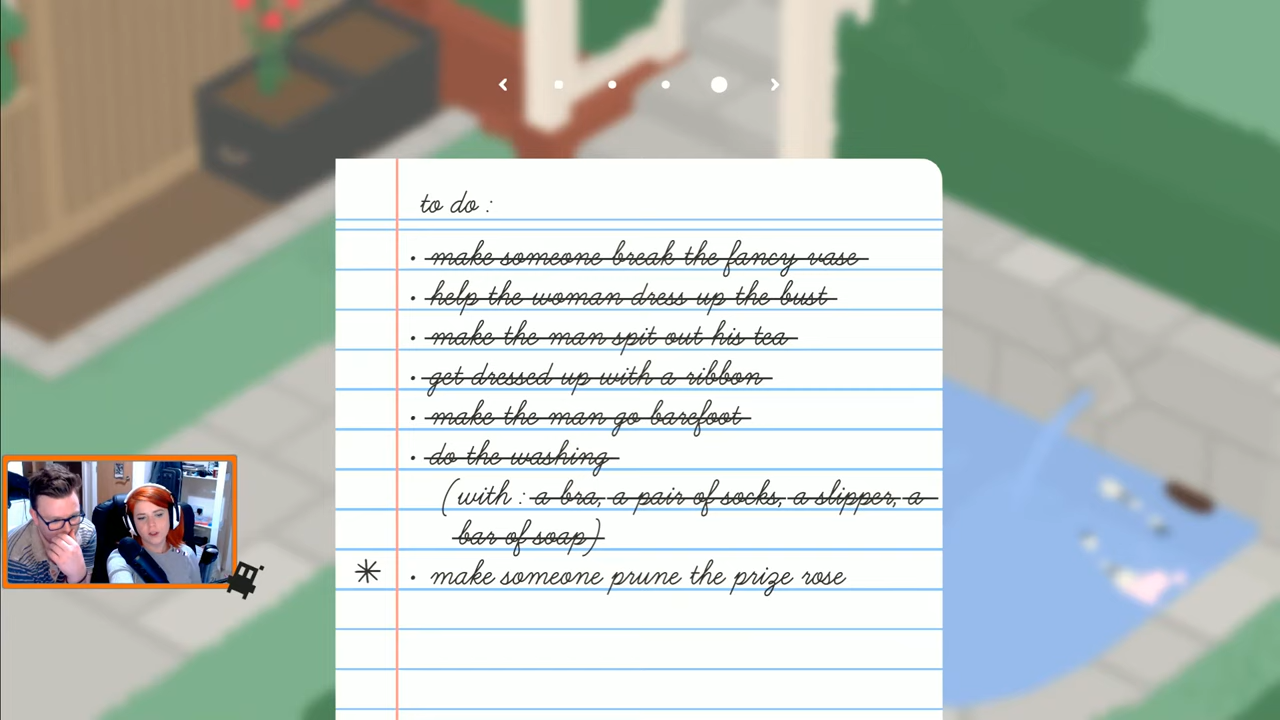 to do :
• make someone break the fancy vase
• help the woman dress up the bust
• make the man spit out his tea
• get dressed up with a ribbon
• make the man go barefoot
• do the washing
(with : a bra, a pair of socks, a slipper, a
bar of soap)
• make someone prune the prize rose